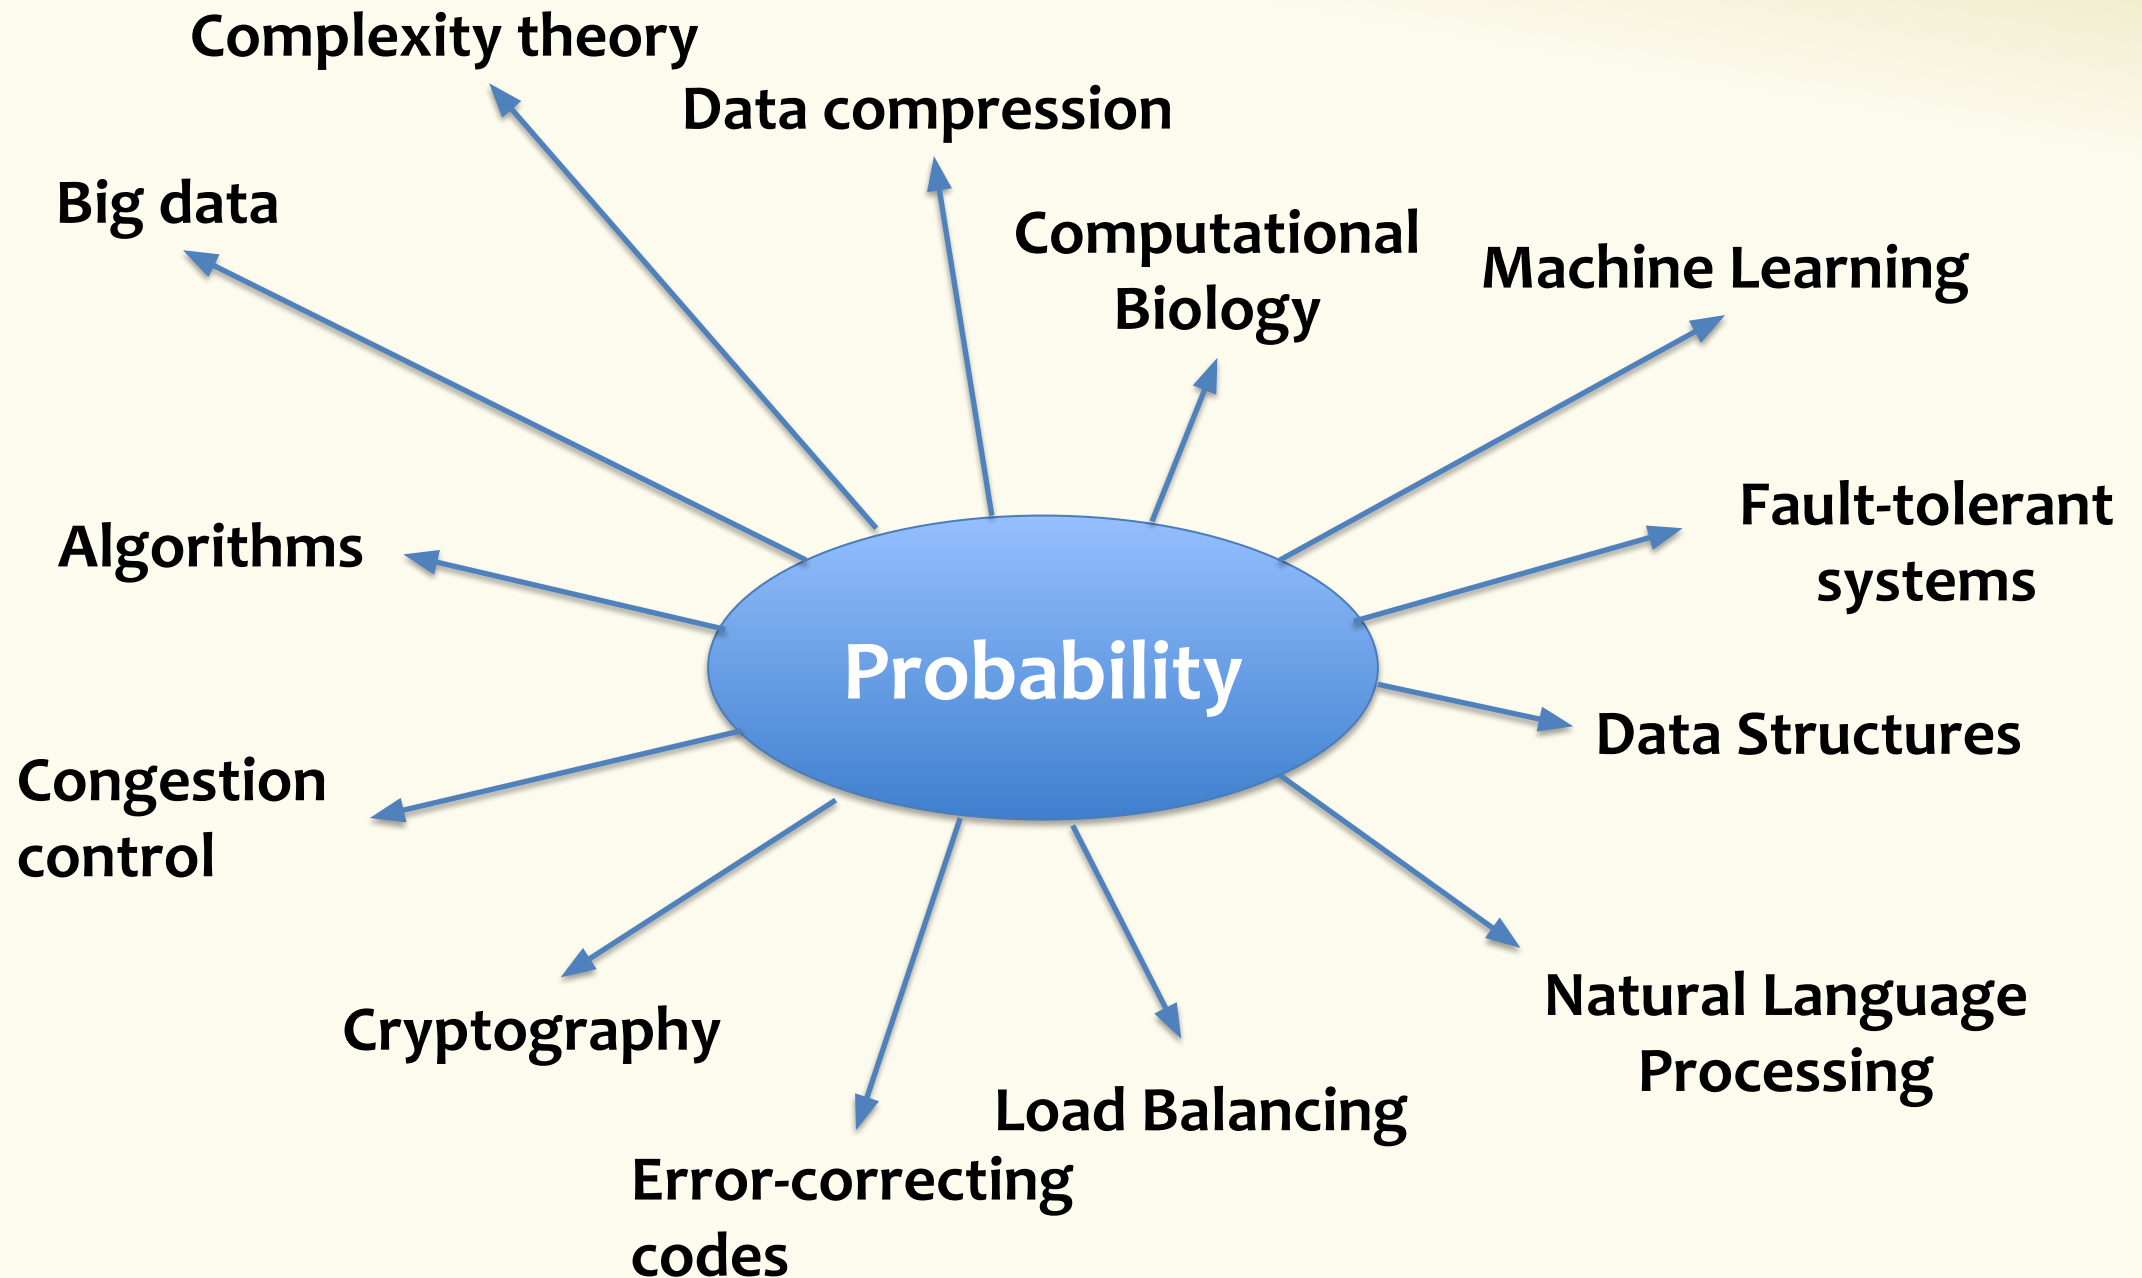 Complexity theory
Data compression
Big data
Computational
Biology
Machine Learning
Fault-tolerant
systems
Algorithms
Probability
Data Structures
Congestion
control
Cryptography
Natural Language
Processing
Load Balancing
Error-correcting
codes